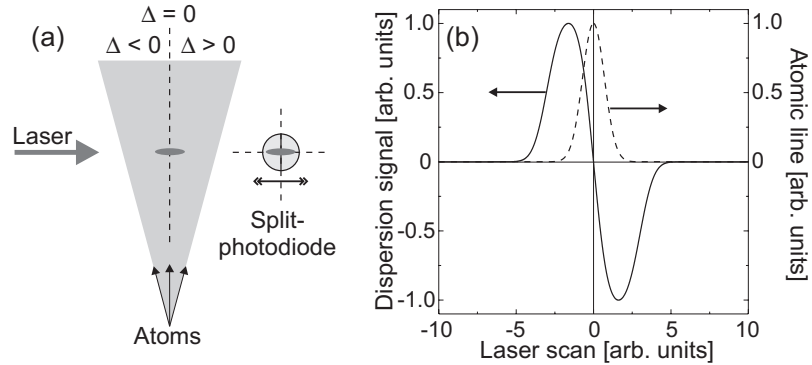 (a)
Δ = 0
Δ < 0 Δ > 0
Laser
Split-
photodiode
Atoms
(b)
Dispersion signal [arb. units]
1.0
0.5
0
-0.5
-1.0
1.0
0.5
0
Atomic line [arb. units]
-10 -5 0 5 10
Laser scan [arb. units]